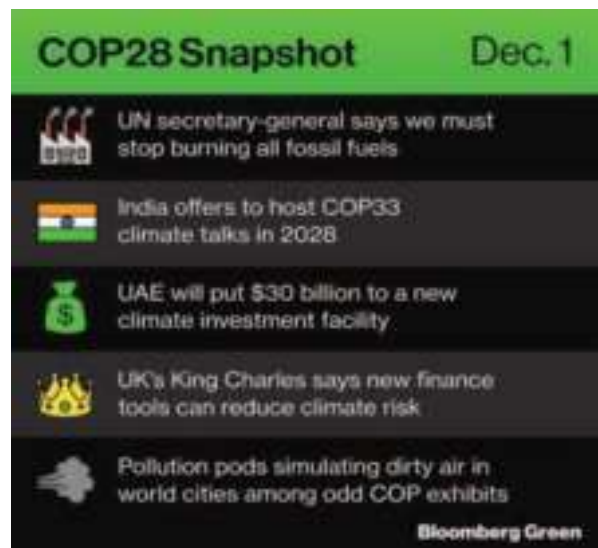 COP28 Snapshot Dec. 1
UN secretary-general says we must
stop burning all fossil fuels
India offers to host COP33
climate talks in 2028
UAE will put $30 billion to a new
climate investment facility
UK's King Charles says new finance
tools can reduce climate risk
Pollution pods simulating dirty air in
world cities among odd COP exhibits
Bloomberg Green